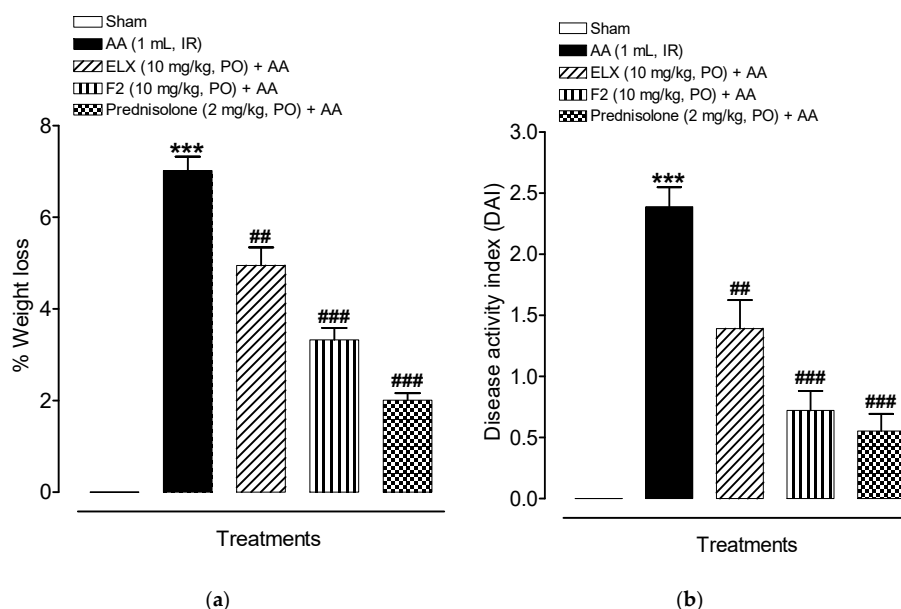 Sham
AA (1 mL, IR)
ELX (10 mg/kg, PO) + AA
F2 (10 mg/kg, PO) + AA
Prednisolone (2 mg/kg, PO) + AA
8
6
4
2
0
% Weight loss
***
##
###
###
Treatments
(a)
Sham
AA (1 mL, IR)
ELX (10 mg/kg, PO) + AA
F2 (10 mg/kg, PO) + AA
Prednisolone (2 mg/kg, PO) + AA
3.0
2.5
2.0
1.5
1.0
0.5
0.0
Disease activity index (DAI)
***
##
###
###
Treatments
(b)